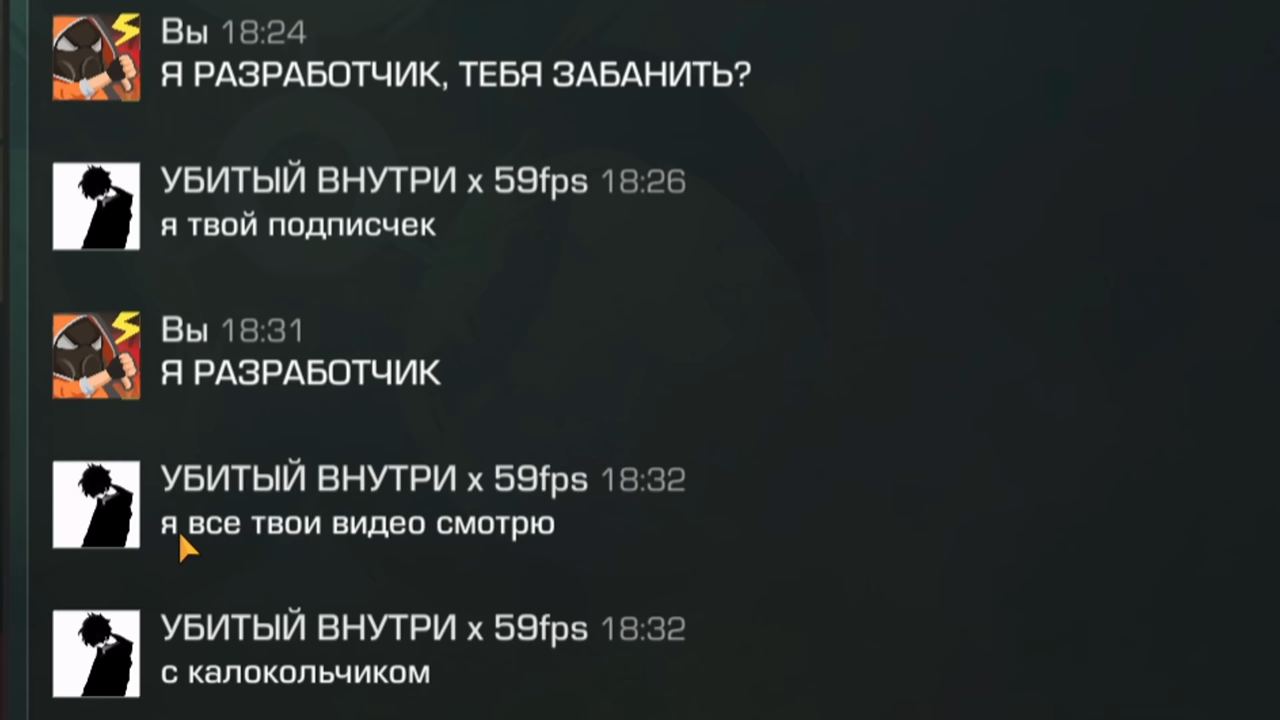 Вы 18:24
Я РАЗРАБОТЧИК, ТЕБЯ ЗАБАНИТЬ?
УБИТЫЙ ВНУТРИ x 59fps 18:26
я твой подписчек
Вы 18:31
Я РАЗРАБОТЧИК
УБИТЫЙ ВНУТРИ x 59fps 18:32
я все твои видео смотрю
УБИТЫЙ ВНУТРИ x 59fps 18:32
с калокольчиком